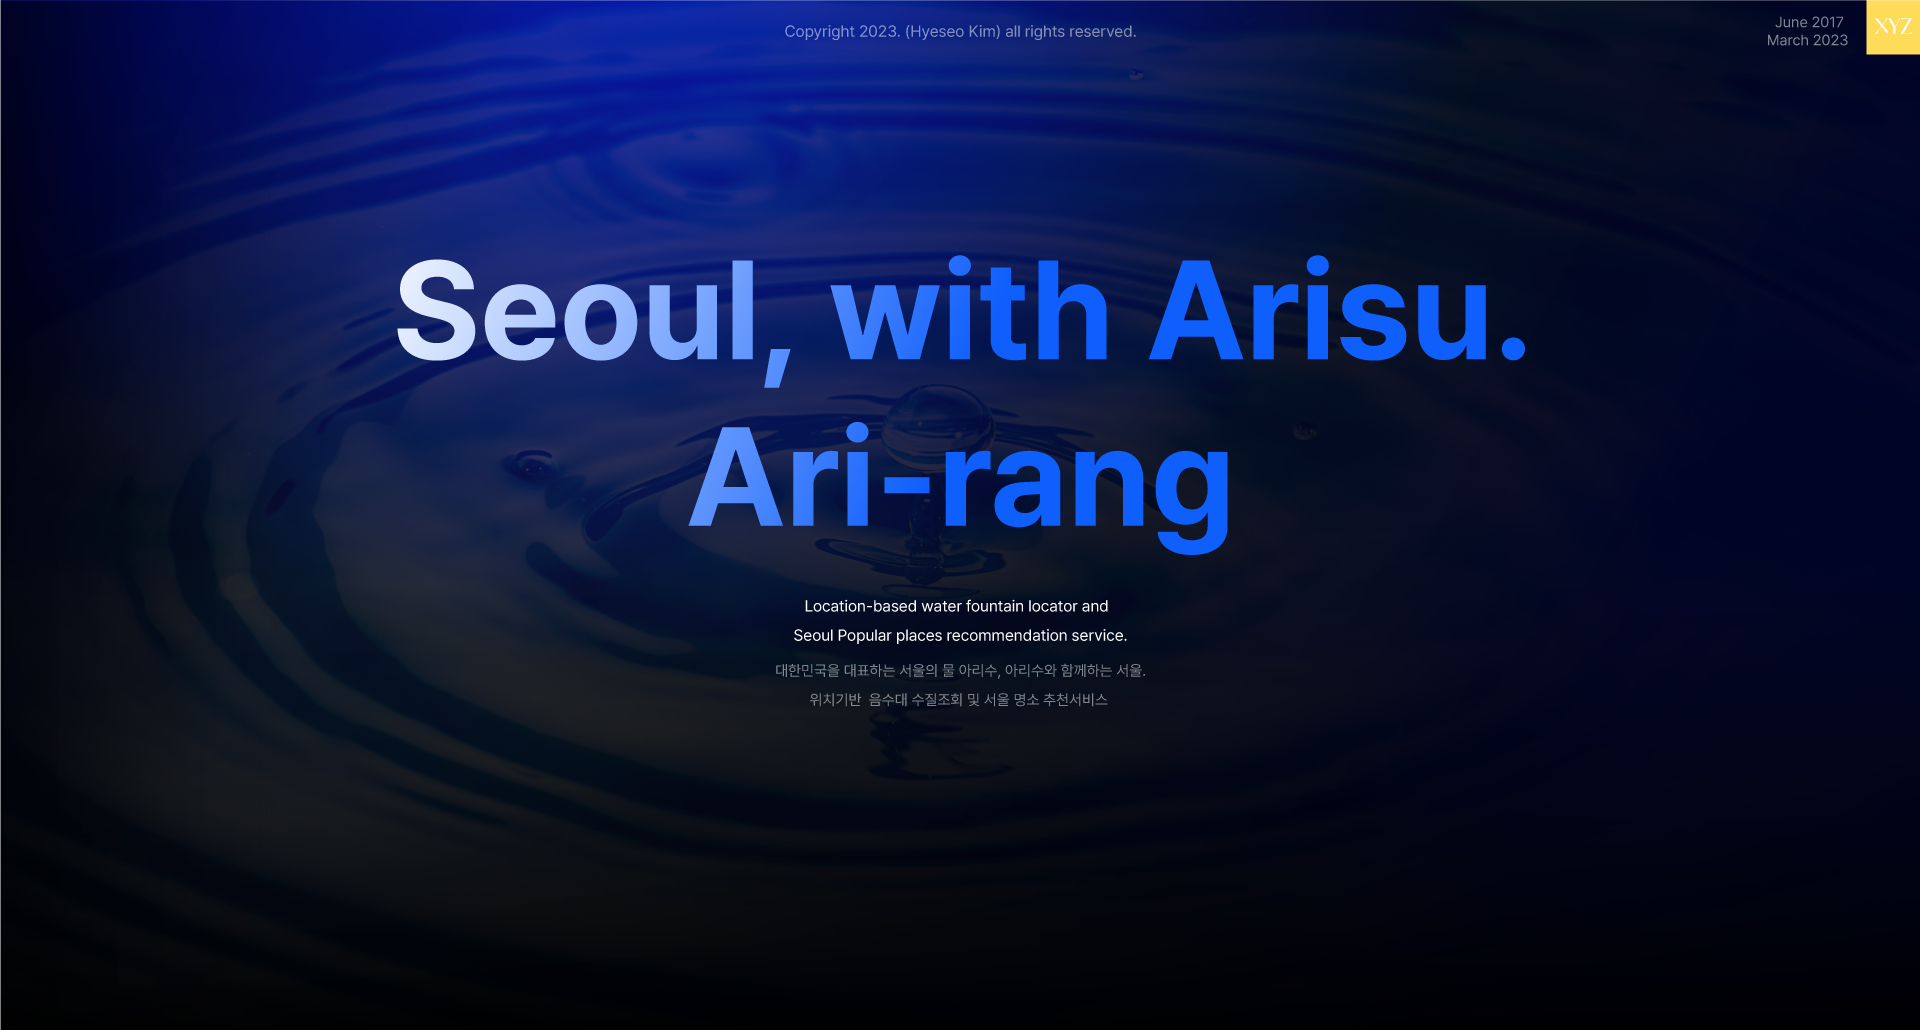 Copyright 2023. (Hyeseo Kim) all rights reserved.
June 2017
March 2023
XYZ
Seoul, with Arisu.
Ari-rang
Location-based water fountain locator and
Seoul Popular places recommendation service.
대한민국을 대표하는 서울의 물 아리수, 아리수와 함께하는 서울.
위치기반 음수대 수질조회 및 서울 명소 추천서비스